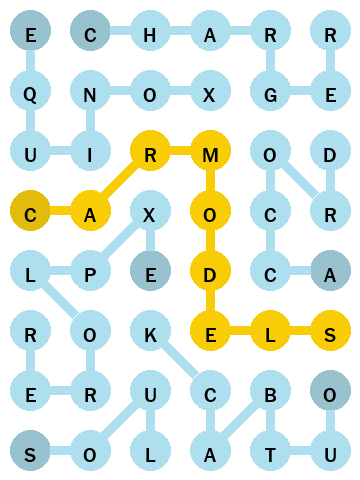 E C H A R R
Q N O X G E
U I R M O D
C A X O C R
L P E D C A
R O K E L S
E R U C B O
S O L A T U